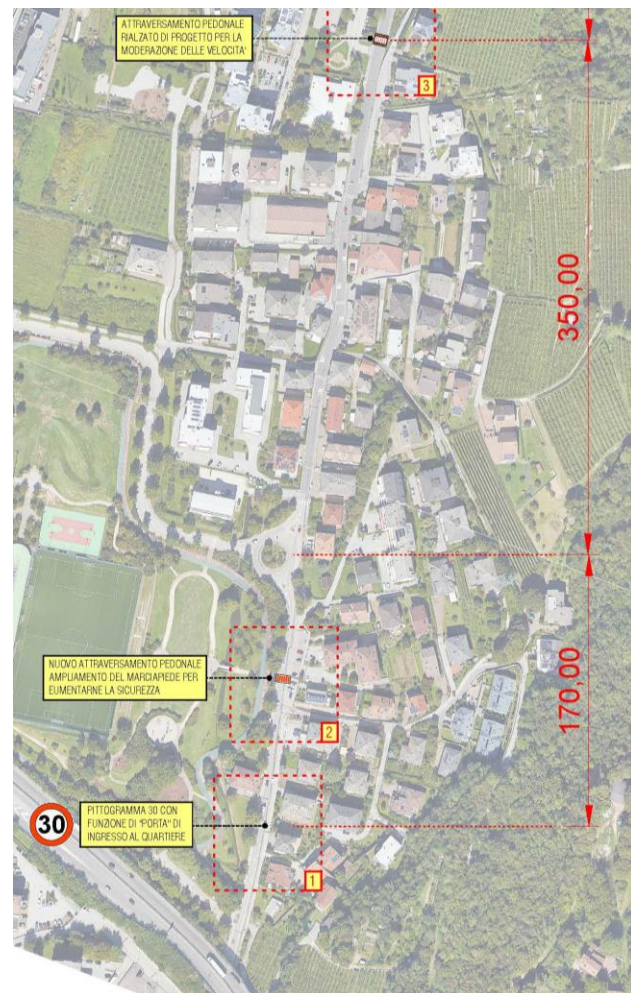 ATTRAVERSAMENTO PEDONALE
RIALZATO DI PROGETTO PER LA
MODERAZIONE DELLE VELOCITA'
3
350,00
NUOVO ATTRAVERSAMENTO PEDONALE
AMPLIAMENTO DEL MARCIAPIEDE PER
EUMENTARNE LA SICUREZZA
2
170,00
30
PITTOGRAMMA 30 CON
FUNZIONE DI "PORTA" DI
INGRESSO AL QUARTIERE
1